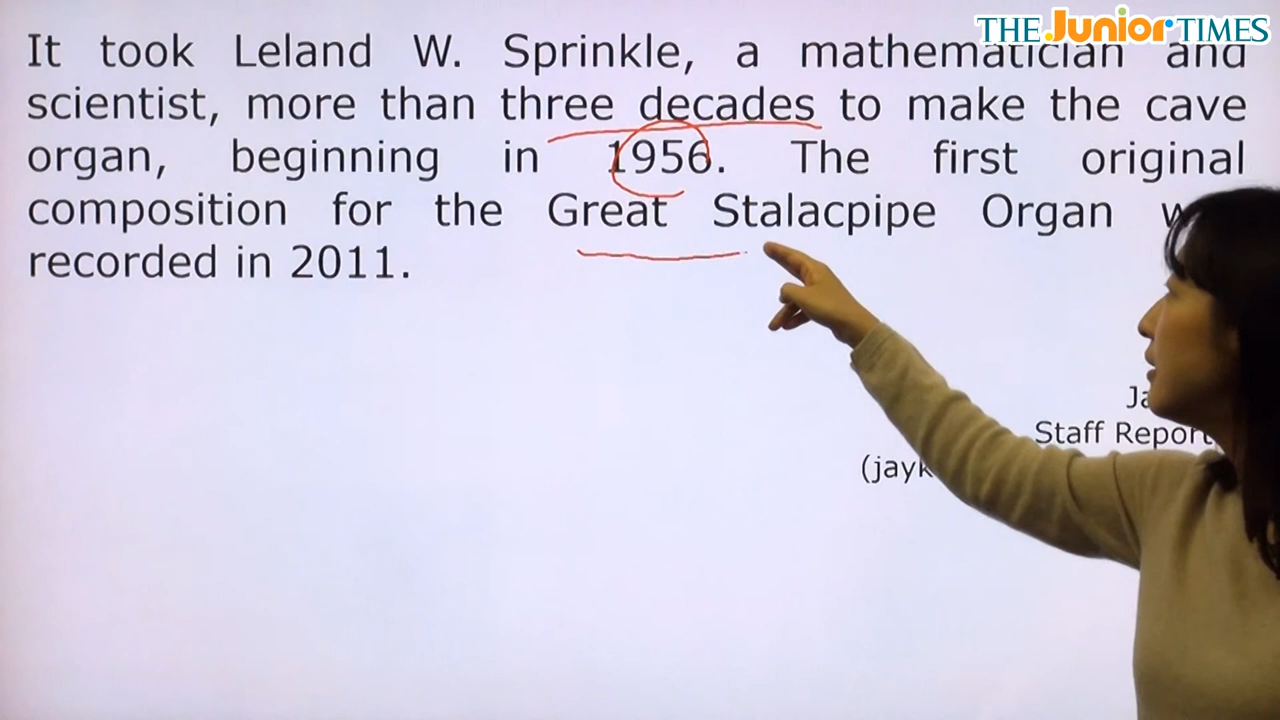 THE Junior TIMES
It took Leland W. Sprinkle, a mathematician and
scientist, more than three decades to make the cave
organ, beginning in 1956. The first original
composition for the Great Stalacpipe Organ
recorded in 2011.
Staff